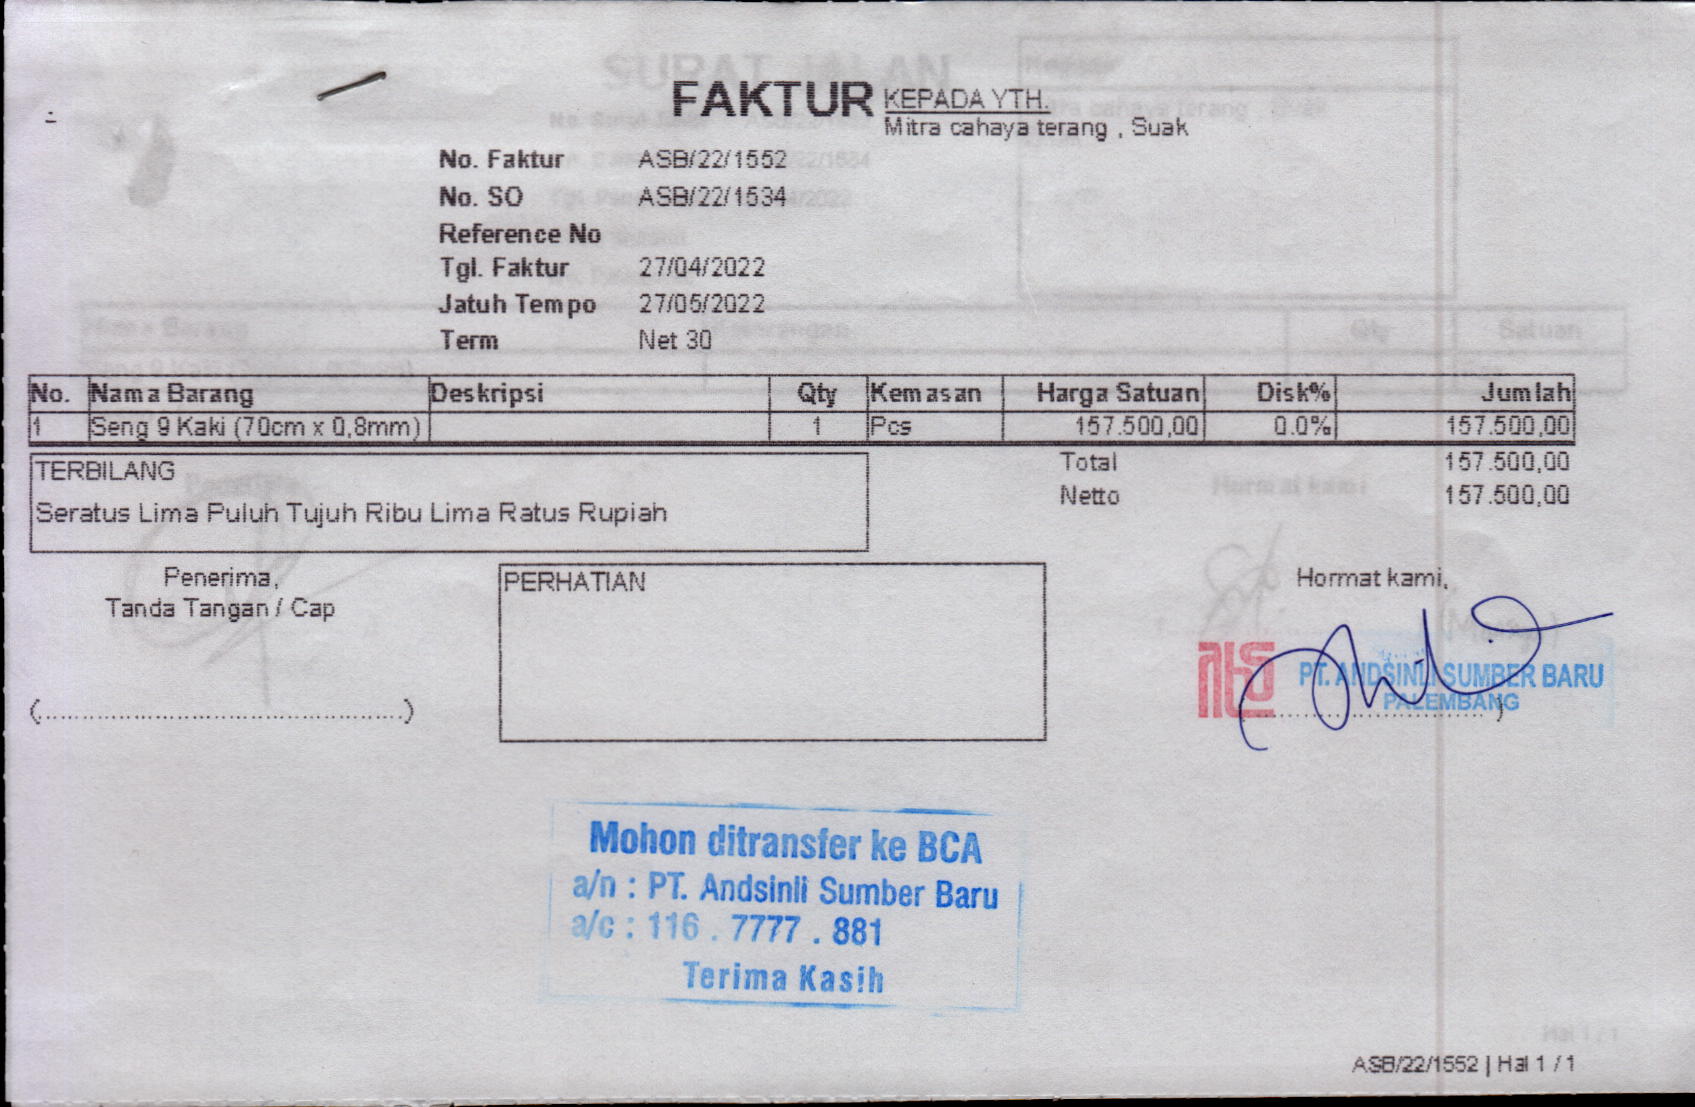 FAKTUR
KEPADA YTH.
Mitra cahaya terang , Suak
No. Faktur ASB/22/1552
No. SO ASB/22/1534
Reference No
Tgl. Faktur 27/04/2022
Jatuh Tempo 27/05/2022
Term Net 30
No. Nama Barang Deskripsi Qty Kemasan Harga Satuan Disk% Jumlah
1 Seng 9 Kaki (70cm x 0,8mm) 1 Pcs 157.500,00 0.0% 157.500,00
Total 157.500,00
Netto 157.500,00
TERBILANG
Seratus Lima Puluh Tujuh Ribu Lima Ratus Rupiah
Penerima,
Tanda Tangan / Cap
PERHATIAN
Hormat kami,
PT. ANDSINLI SUMBER BARU
PALEMBANG
Mohon ditransfer ke BCA
a/n : PT. Andsinli Sumber Baru
a/c : 116 . 7777 . 881
Terima Kasih
ASB/22/1552 | Hal 1 / 1